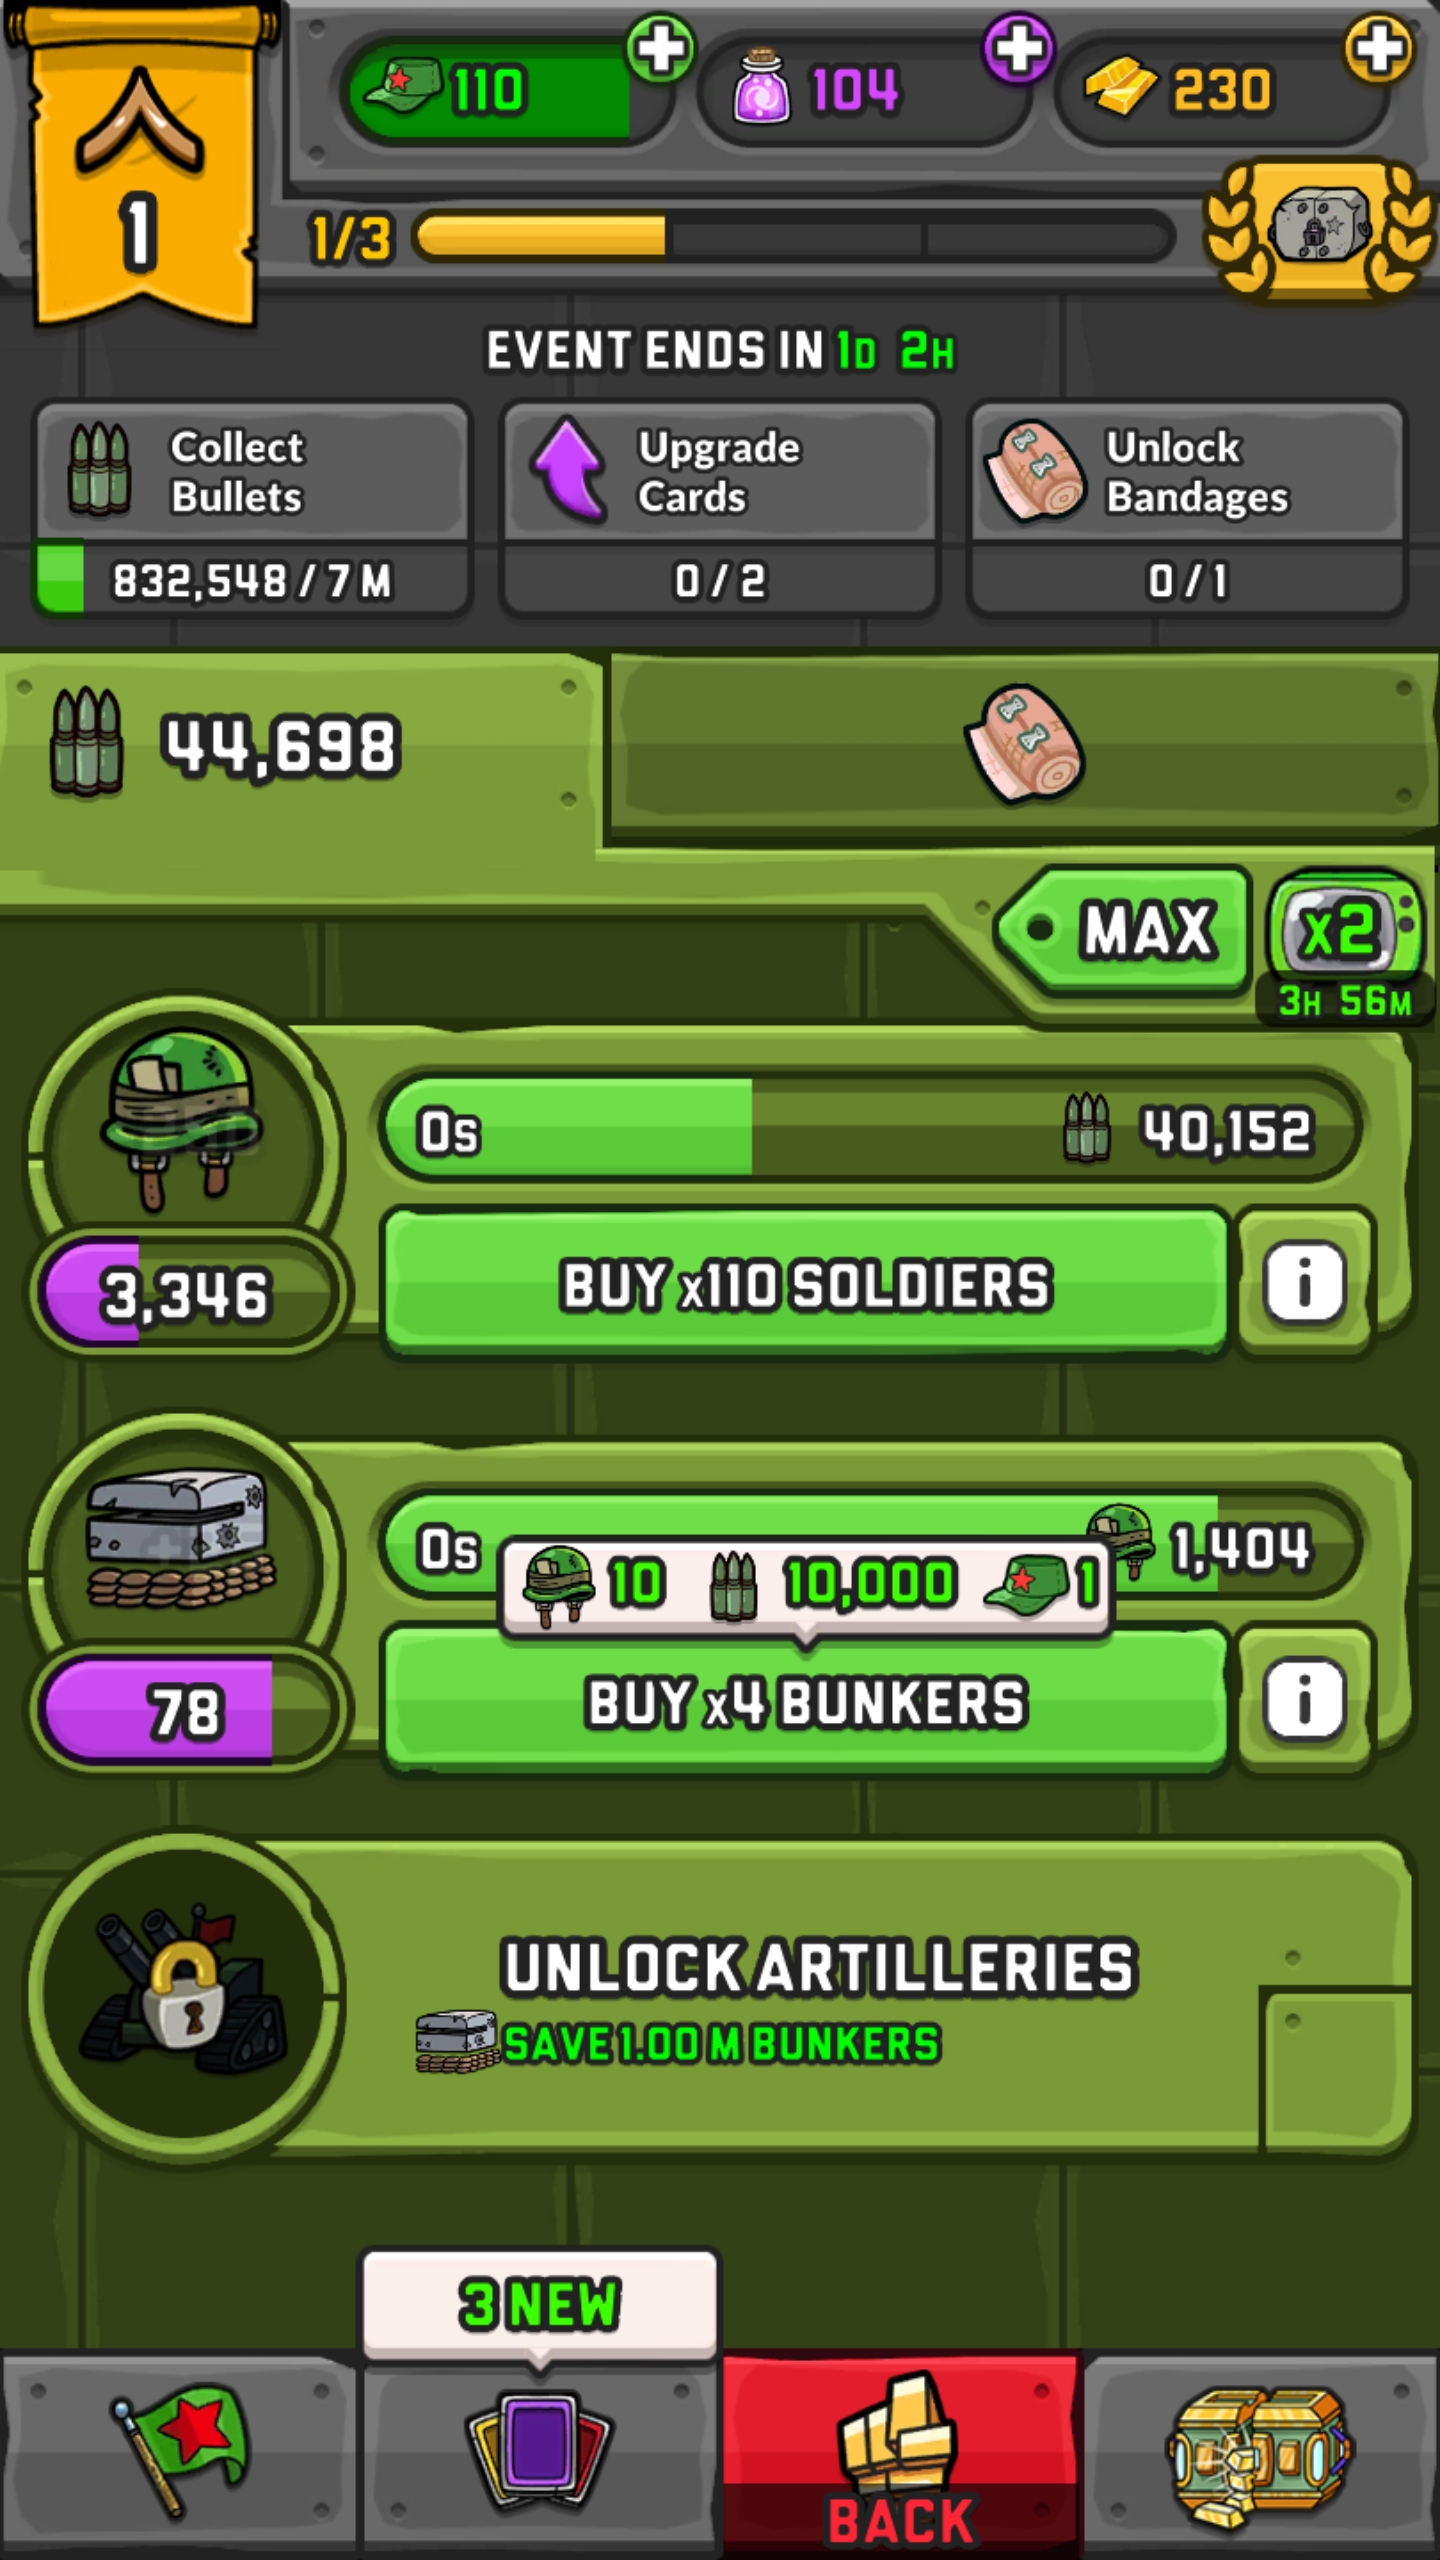 110
104
230
1
1/3
EVENT ENDS IN 1D 2H
Collect
Bullets
832,548 / 7 M
Upgrade
Cards
0 / 2
Unlock
Bandages
0 / 1
44,698
MAX
x2
3H 56M
0s
40,152
3,346
BUY x110 SOLDIERS
i
0s
1,404
10
10,000
1
78
BUY x4 BUNKERS
i
UNLOCK ARTILLERIES
SAVE 1.00 M BUNKERS
3 NEW
BACK